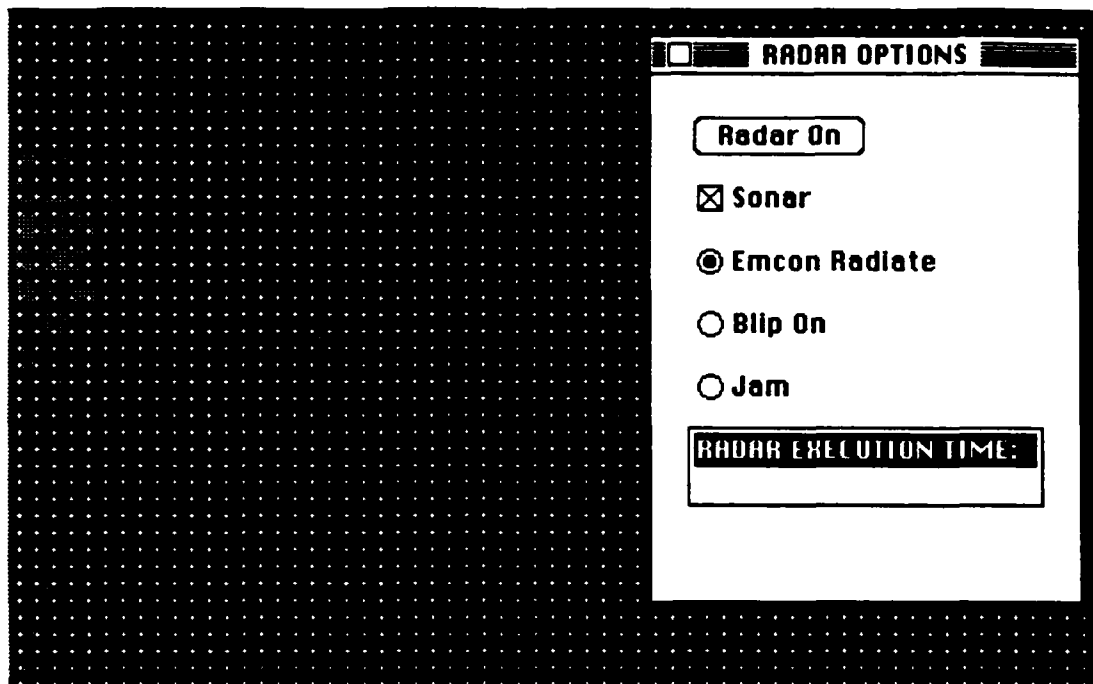 RADAR OPTIONS
Radar On
Sonar
Emcon Radiate
Blip On
Jam
RADAR EXECUTION TIME: